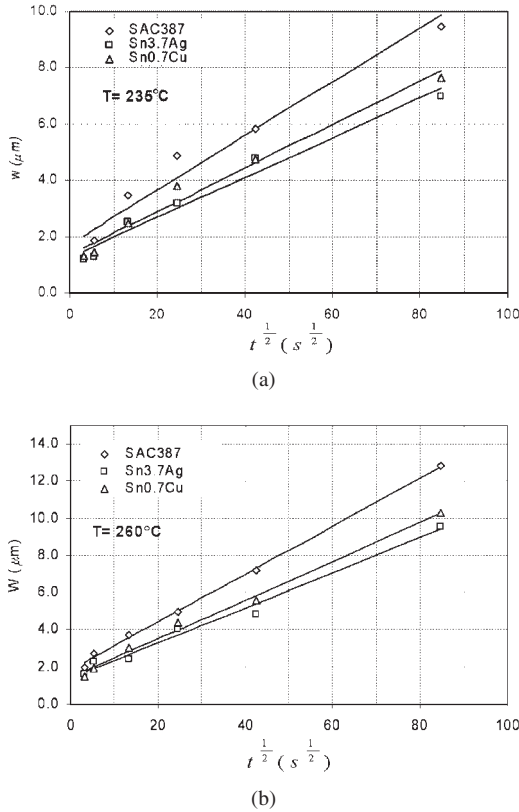 10.0
8.0
6.0
4.0
2.0
0.0
w (μm)
SAC387
Sn3.7Ag
Sn0.7Cu
T= 235°C
0 20 40 60 80 100
t 1/2 ( s 1/2 )
(a)
14.0
12.0
10.0
8.0
6.0
4.0
2.0
0.0
W (μm)
SAC387
Sn3.7Ag
Sn0.7Cu
T= 260°C
0 20 40 60 80 100
t 1/2 ( s 1/2 )
(b)